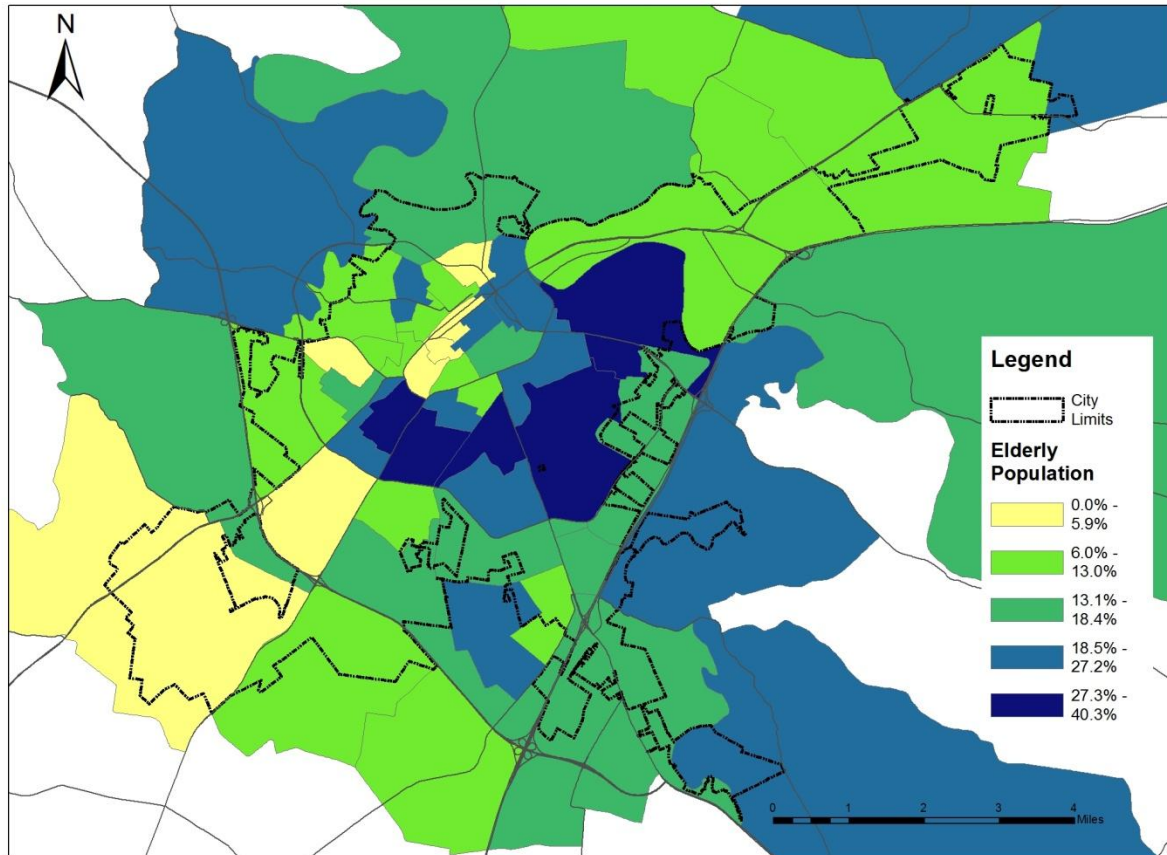 N
Legend
City
Limits
Elderly
Population
0.0% -
5.9%
6.0% -
13.0%
13.1% -
18.4%
18.5% -
27.2%
27.3% -
40.3%
0 1 2 3 4
Miles